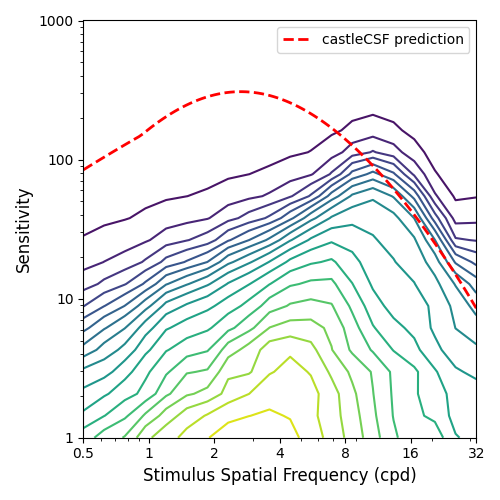 1000
castleCSF prediction
100
Sensitivity
10
1
0.5 1 2 4 8 16 32
Stimulus Spatial Frequency (cpd)